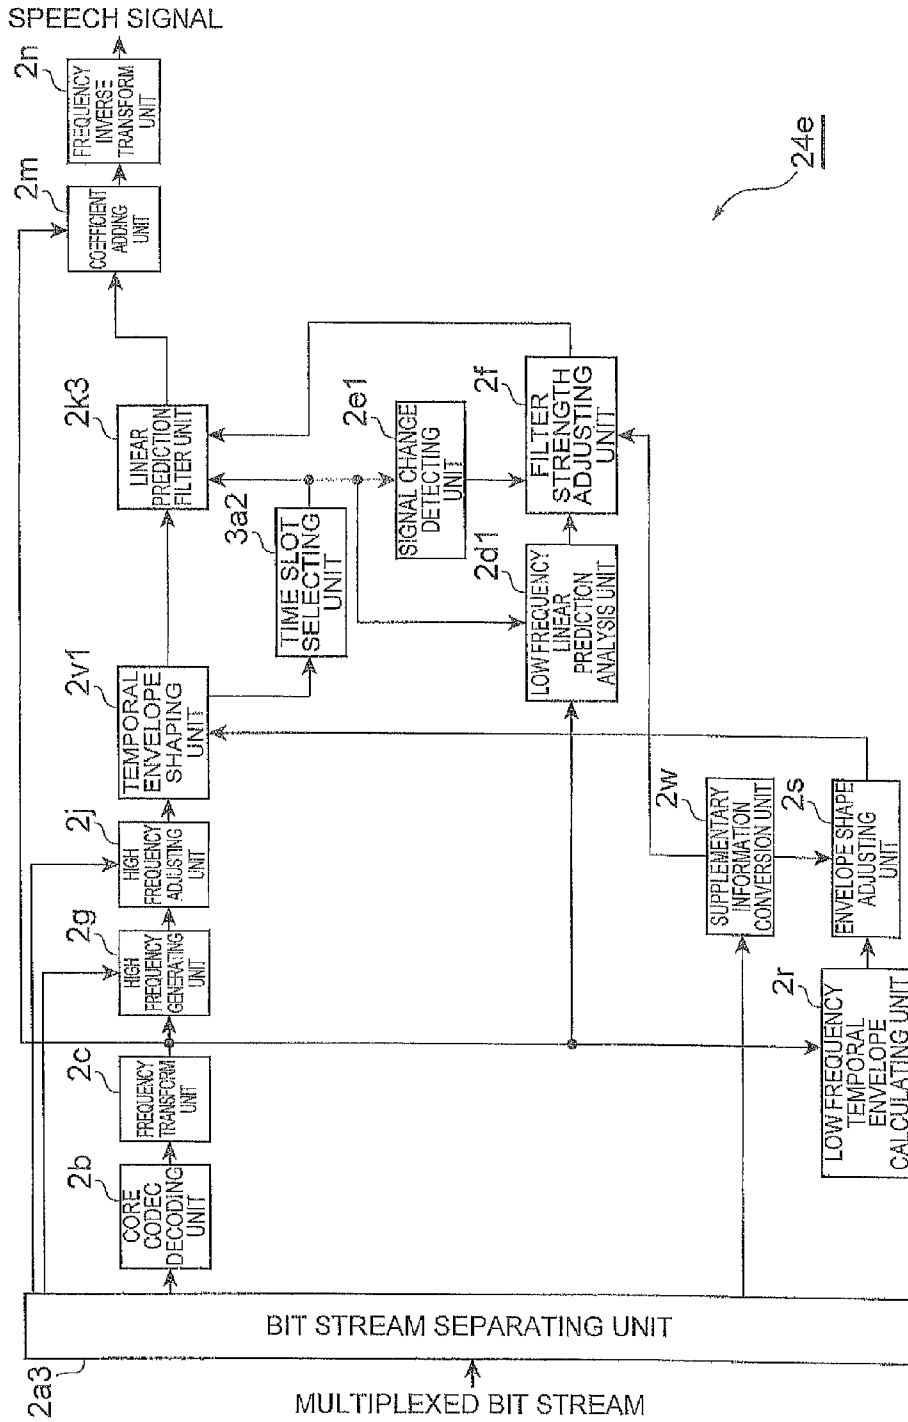 SPEECH SIGNAL
2n
FREQUENCY
INVERSE
TRANSFORM
UNIT
2m
COEFFICIENT
ADDING
UNIT
24e
2k3
LINEAR
PREDICTION
FILTER UNIT
3a2
TIME SLOT
SELECTING
UNIT
2e1
SIGNAL CHANGE
DETECTING
UNIT
2f
FILTER
STRENGTH
ADJUSTING
UNIT
2d1
LOW FREQUENCY
LINEAR
PREDICTION
ANALYSIS UNIT
2v1
TEMPORAL
ENVELOPE
SHAPING
UNIT
2j
HIGH
FREQUENCY
ADJUSTING
UNIT
2g
HIGH
FREQUENCY
GENERATING
UNIT
2w
SUPPLEMENTARY
INFORMATION
CONVERSION UNIT
2s
ENVELOPE SHAPE
ADJUSTING
UNIT
2r
LOW FREQUENCY
TEMPORAL
ENVELOPE
CALCULATING UNIT
2c
FREQUENCY
TRANSFORM
UNIT
2b
CORE
CODEC
DECODING
UNIT
BIT STREAM SEPARATING UNIT
2a3
MULTIPLEXED BIT STREAM